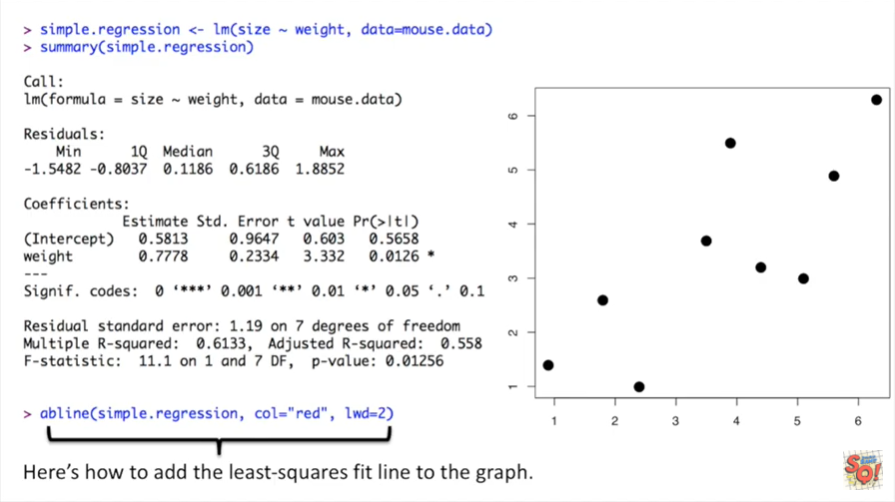 > simple.regression <- lm(size ~ weight, data=mouse.data)
> summary(simple.regression)
Call:
lm(formula = size ~ weight, data = mouse.data)
Residuals:
Min 1Q Median 3Q Max
-1.5482 -0.8037 0.1186 0.6186 1.8852
Coefficients:
Estimate Std. Error t value Pr(>|t|)
(Intercept) 0.5813 0.9647 0.603 0.5658
weight 0.7778 0.2334 3.332 0.0126 *
---
Signif. codes: 0 ‘***’ 0.001 ‘**’ 0.01 ‘*’ 0.05 ‘.’ 0.1
Residual standard error: 1.19 on 7 degrees of freedom
Multiple R-squared: 0.6133, Adjusted R-squared: 0.558
F-statistic: 11.1 on 1 and 7 DF, p-value: 0.01256
> abline(simple.regression, col="red", lwd=2)
Here’s how to add the least-squares fit line to the graph.
6
5
4
3
2
1
1 2 3 4 5 6
SQ!